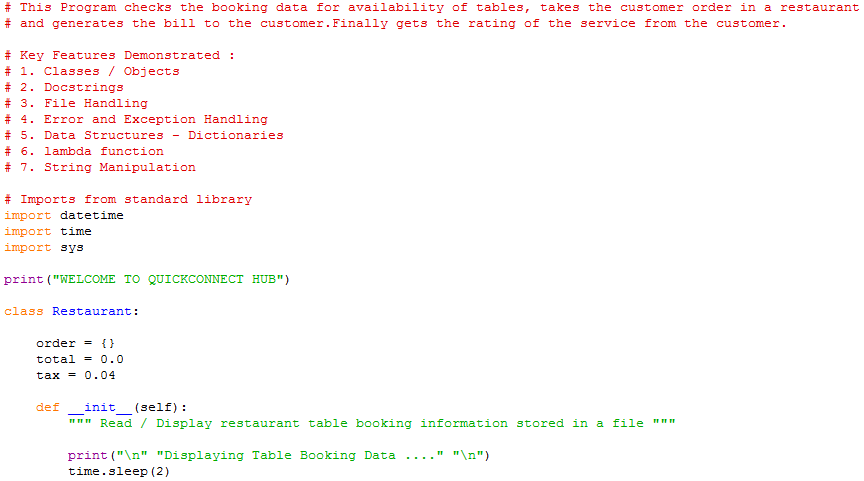 # This Program checks the booking data for availability of tables, takes the customer order in a restaurant
# and generates the bill to the customer.Finally gets the rating of the service from the customer.
# Key Features Demonstrated :
# 1. Classes / Objects
# 2. Docstrings
# 3. File Handling
# 4. Error and Exception Handling
# 5. Data Structures - Dictionaries
# 6. lambda function
# 7. String Manipulation
# Imports from standard library
import datetime
import time
import sys
print("WELCOME TO QUICKCONNECT HUB")
class Restaurant:
    order = {}
    total = 0.0
    tax = 0.04
    def __init__(self):
        """ Read / Display restaurant table booking information stored in a file """
        print("\n" "Displaying Table Booking Data ...." "\n")
        time.sleep(2)